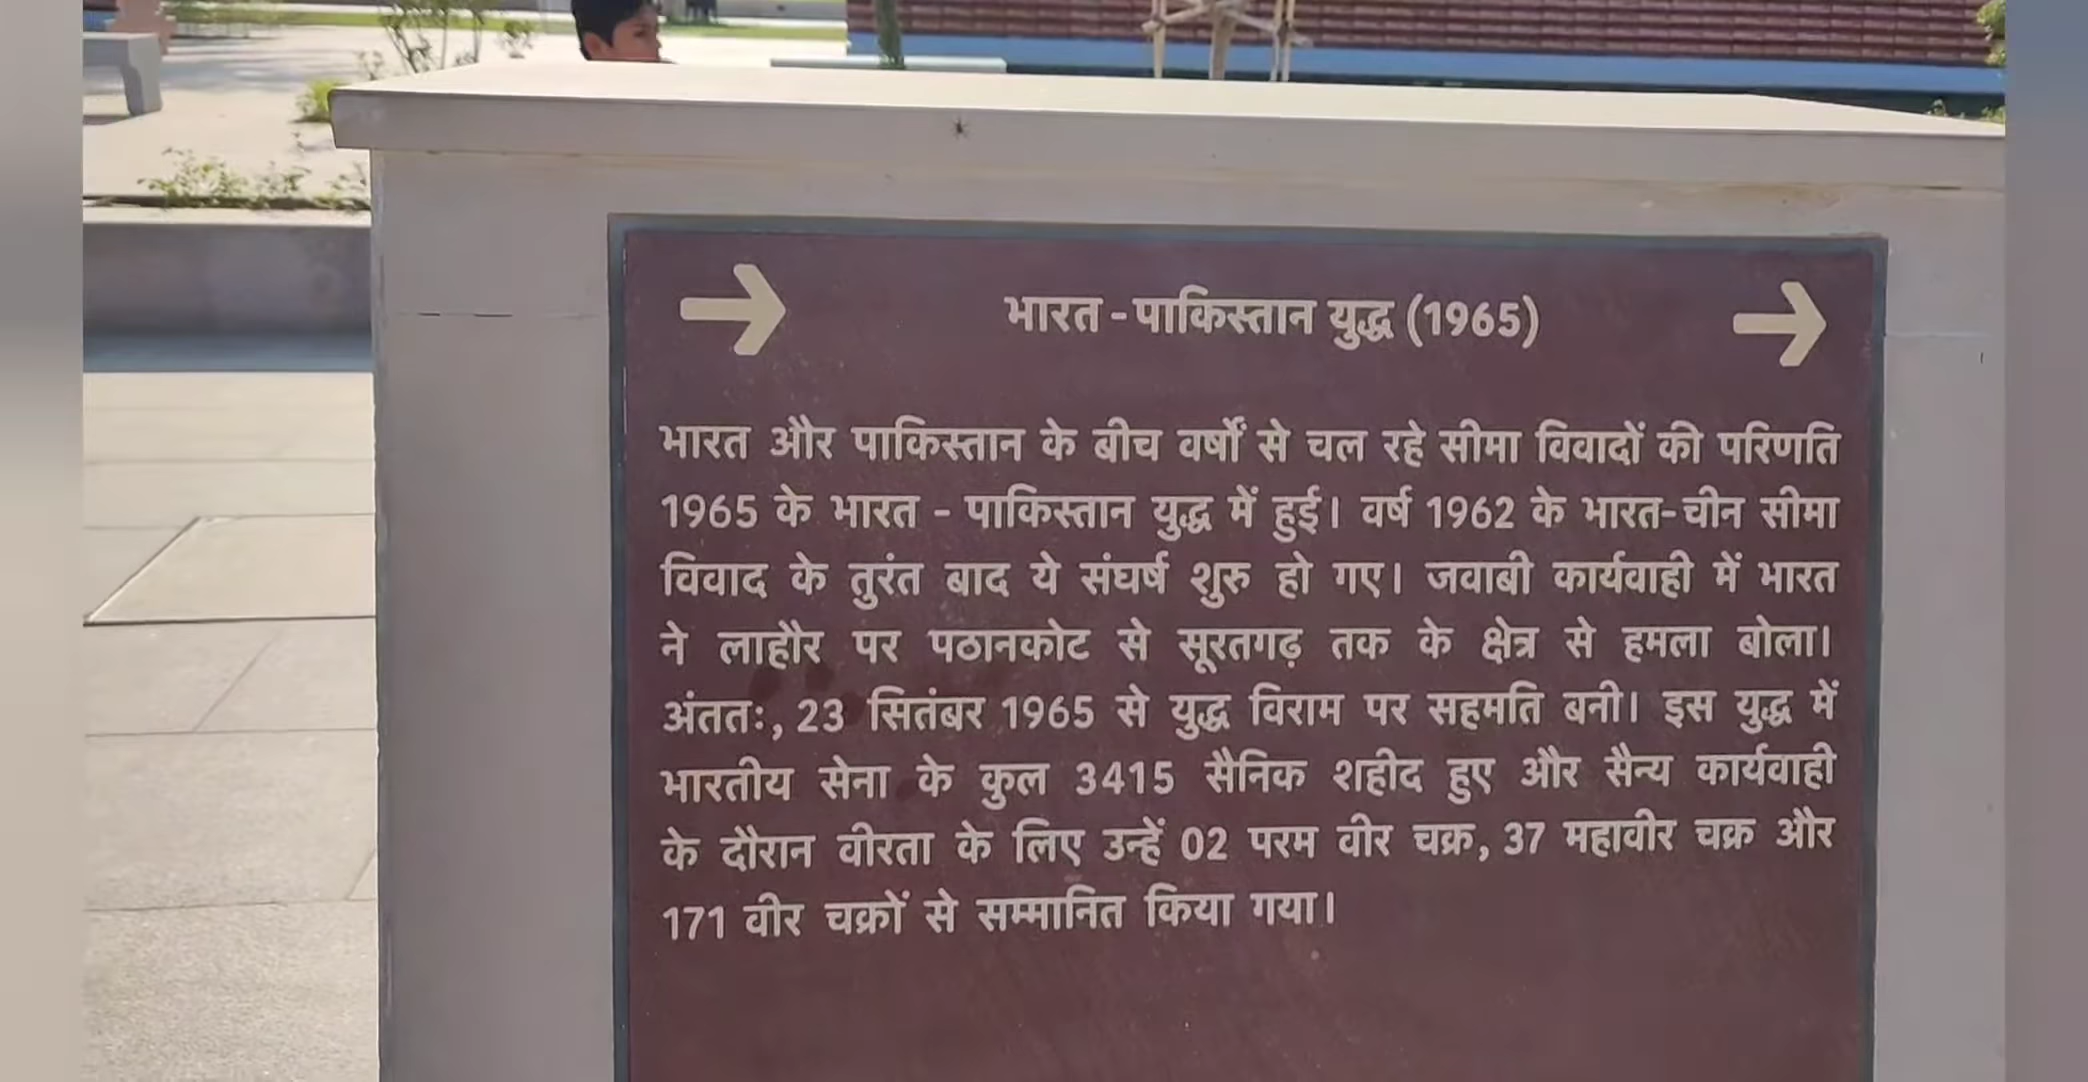 भारत - पाकिस्तान युद्ध (1965)
भारत और पाकिस्तान के बीच वर्षों से चल रहे सीमा विवादों की परिणति
1965 के भारत - पाकिस्तान युद्ध में हुई। वर्ष 1962 के भारत-चीन सीमा
विवाद के तुरंत बाद ये संघर्ष शुरु हो गए। जवाबी कार्यवाही में भारत
ने लाहौर पर पठानकोट से सूरतगढ़ तक के क्षेत्र से हमला बोला।
अंततः, 23 सितंबर 1965 से युद्ध विराम पर सहमति बनी। इस युद्ध में
भारतीय सेना के कुल 3415 सैनिक शहीद हुए और सैन्य कार्यवाही
के दौरान वीरता के लिए उन्हें 02 परम वीर चक्र, 37 महावीर चक्र और
171 वीर चक्रों से सम्मानित किया गया।